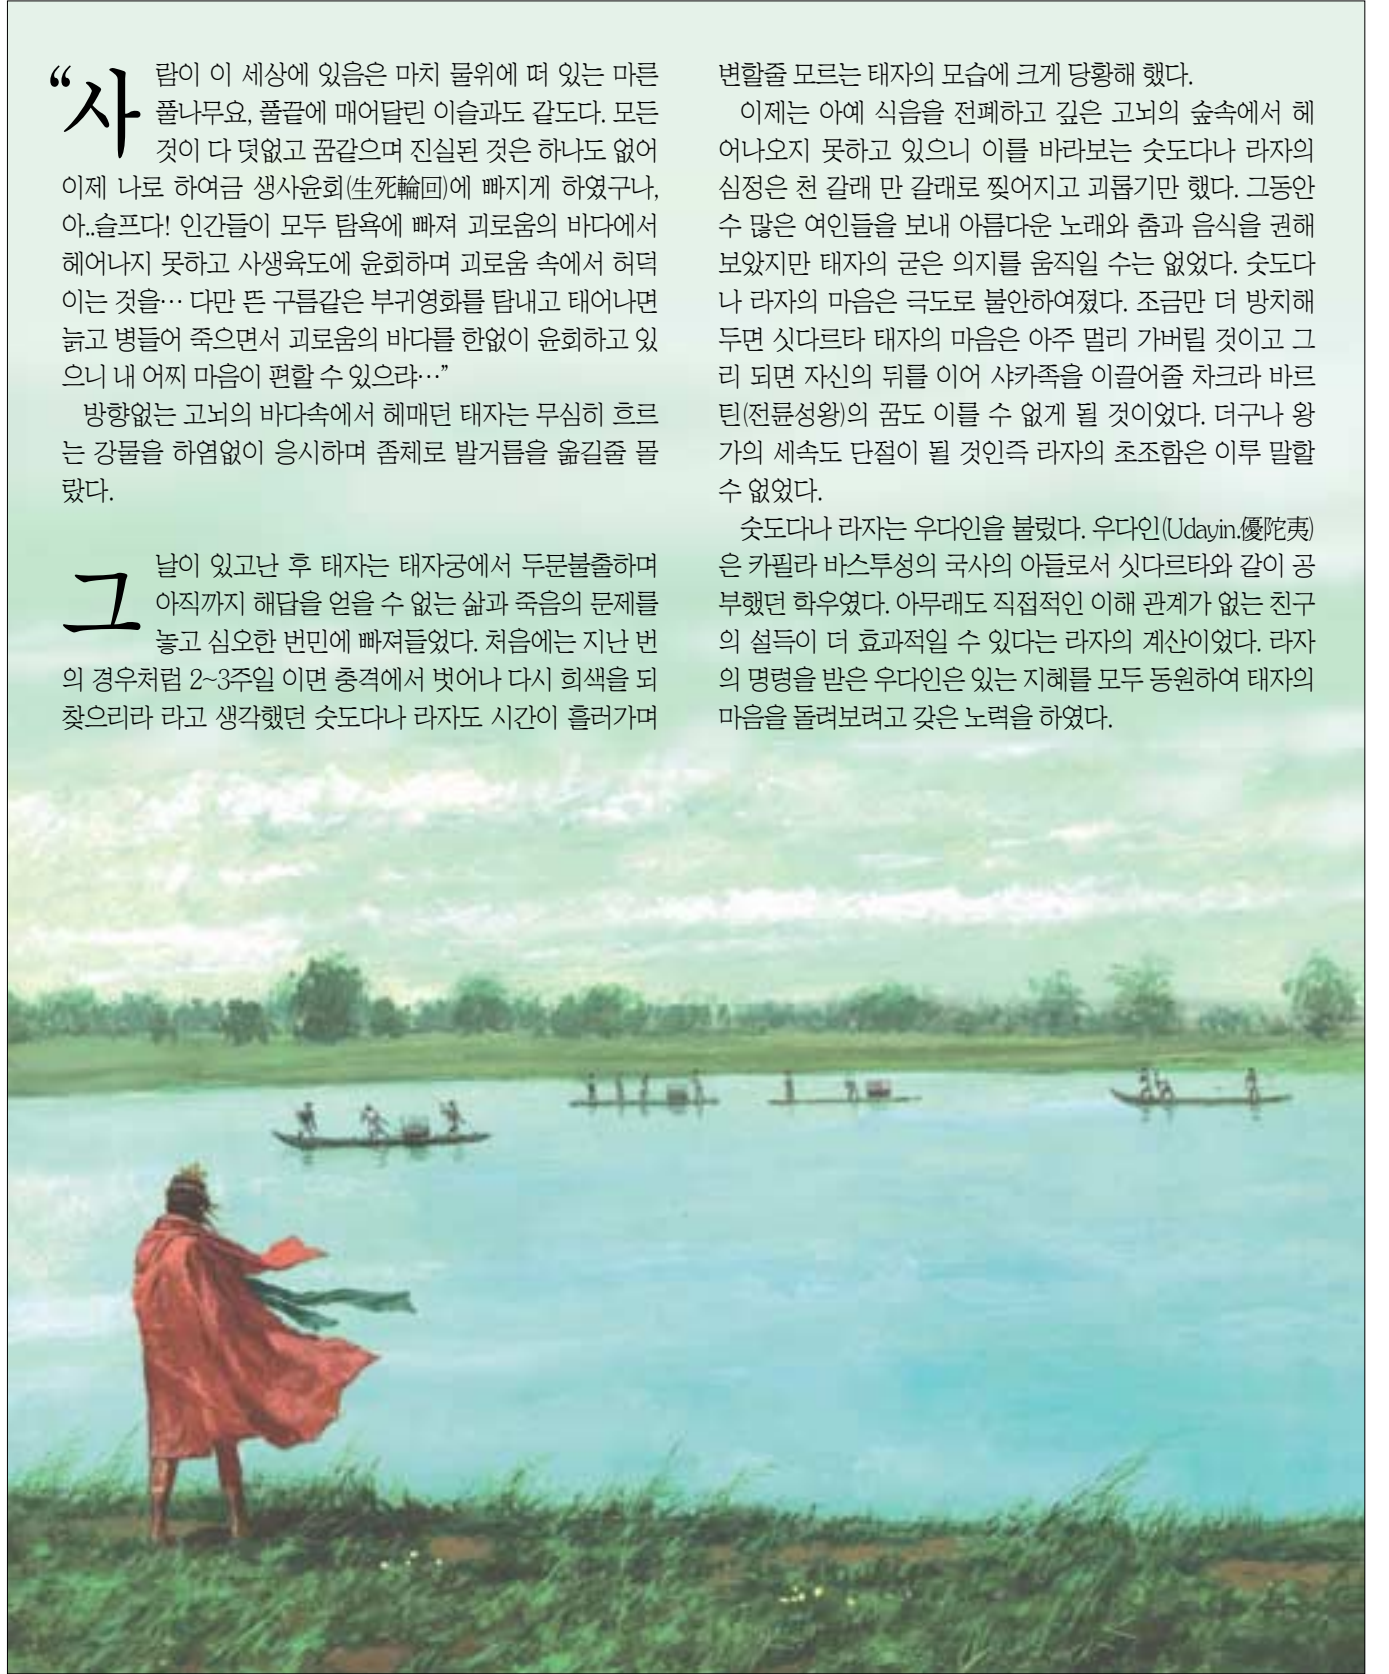 “사람이 이 세상에 있음은 마치 물위에 떠 있는 마른
풀나무요, 풀끝에 매어달린 이슬과도 같도다. 모든
것이 다 덧없고 꿈같으며 진실된 것은 하나도 없어
이제 나로 하여금 생사윤회(生死輪回)에 빠지게 하였구나,
아..슬프다! 인간들이 모두 탐욕에 빠져 괴로움의 바다에서
헤어나지 못하고 사생육도에 윤회하며 괴로움 속에서 허덕
이는 것을… 다만 뜬 구름같은 부귀영화를 탐내고 태어나면
늙고 병들어 죽으면서 괴로움의 바다를 한없이 윤회하고 있
으니 내 어찌 마음이 편할 수 있으랴…”
방향없는 고뇌의 바다속에서 헤매던 태자는 무심히 흐르
는 강물을 하염없이 응시하며 좀체로 발거름을 옮길줄 몰
랐다.
그날이 있고난 후 태자는 태자궁에서 두문불출하며
아직까지 해답을 얻을 수 없는 삶과 죽음의 문제를
놓고 심오한 번민에 빠져들었다. 처음에는 지난 번
의 경우처럼 2~3주일 이면 충격에서 벗어나 다시 희색을 되
찾으리라 라고 생각했던 숫도다나 라자도 시간이 흘러가며
변할줄 모르는 태자의 모습에 크게 당황해 했다.
이제는 아예 식음을 전폐하고 깊은 고뇌의 숲속에서 헤
어나오지 못하고 있으니 이를 바라보는 숫도다나 라자의
심정은 천 갈래 만 갈래로 찢어지고 괴롭기만 했다. 그동안
수 많은 여인들을 보내 아름다운 노래와 춤과 음식을 권해
보았지만 태자의 굳은 의지를 움직일 수는 없었다. 숫도다
나 라자의 마음은 극도로 불안하여졌다. 조금만 더 방치해
두면 싯다르타 태자의 마음은 아주 멀리 가버릴 것이고 그
리 되면 자신의 뒤를 이어 샤카족을 이끌어줄 차크라 바르
틴(전륜성왕)의 꿈도 이룰 수 없게 될 것이었다. 더구나 왕
가의 세속도 단절이 될 것인즉 라자의 초조함은 이루 말할
수 없었다.
숫도다나 라자는 우다인을 불렀다. 우다인(Udayin.優陀夷)
은 카필라 바스투성의 국사의 아들로서 싯다르타와 같이 공
부했던 학우였다. 아무래도 직접적인 이해 관계가 없는 친구
의 설득이 더 효과적일 수 있다는 라자의 계산이었다. 라자
의 명령을 받은 우다인은 있는 지혜를 모두 동원하여 태자의
마음을 돌려보려고 갖은 노력을 하였다.